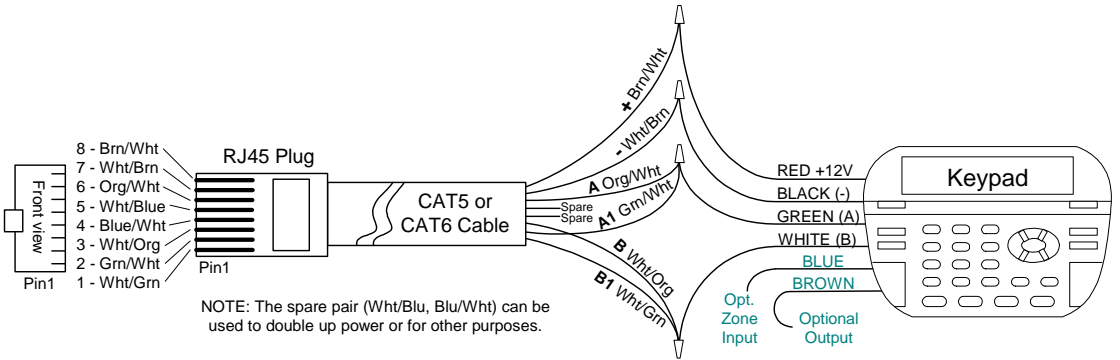 8 - Brn/Wht
7 - Wht/Brn
6 - Org/Wht
5 - Wht/Blue
4 - Blue/Wht
3 - Wht/Org
2 - Grn/Wht
1 - Wht/Grn
Front view
Pin1
RJ45 Plug
Pin1
CAT5 or
CAT6 Cable
NOTE: The spare pair (Wht/Blu, Blu/Wht) can be
used to double up power or for other purposes.
+ Brn/Wht
- Wht/Brn
A Org/Wht
Spare
Spare
A1 Grn/Wht
B Wht/Org
B1 Wht/Grn
RED +12V
BLACK (-)
GREEN (A)
WHITE (B)
BLUE
BROWN
Opt.
Zone
Input
Optional
Output
Keypad